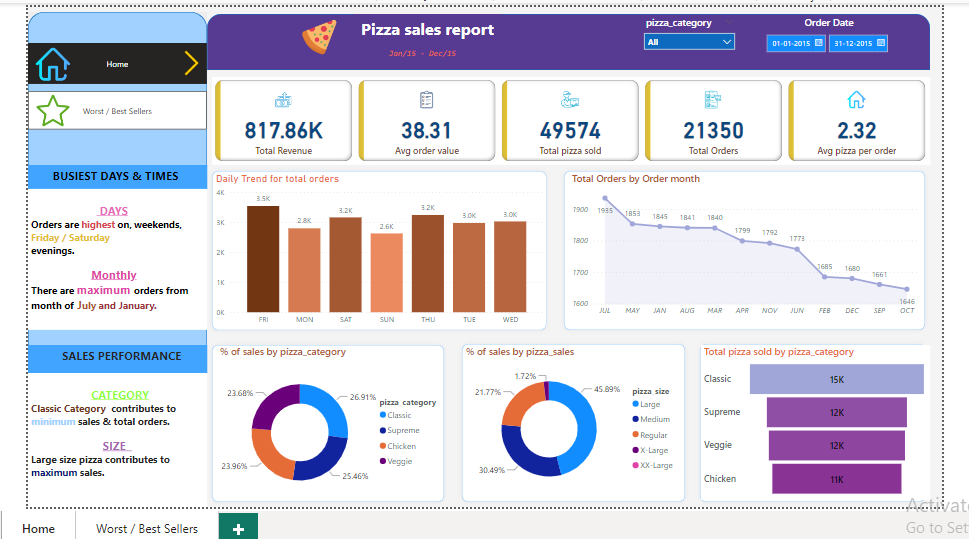 Pizza sales report
Jan/15 - Dec/15
pizza_category
All
Order Date
01-01-2015
31-12-2015
Home
Worst / Best Sellers
817.86K
Total Revenue
38.31
Avg order value
49574
Total pizza sold
21350
Total Orders
2.32
Avg pizza per order
BUSIEST DAYS & TIMES
DAYS
Orders are highest on, weekends,
Friday / Saturday
evenings.
Monthly
There are maximum orders from
month of July and January.
SALES PERFORMANCE
CATEGORY
Classic Category contributes to
minimum sales & total orders.
SIZE
Large size pizza contributes to
maximum sales.
Daily Trend for total orders
4K
3K
2K
1K
0K
3.5K
2.8K
3.2K
2.6K
3.2K
3.0K
3.0K
FRI
MON
SAT
SUN
THU
TUE
WED
Total Orders by Order month
1900
1800
1700
1600
1935
1853
1845
1841
1840
1799
1792
1773
1685
1680
1661
1646
JUL
MAY
JAN
AUG
MAR
APR
NOV
JUN
FEB
DEC
SEP
OCT
% of sales by pizza_category
23.68%
26.91%
23.96%
25.46%
pizza_category
Classic
Supreme
Chicken
Veggie
% of sales by pizza_sales
1.72%
21.77%
45.89%
30.49%
pizza_size
Large
Medium
Regular
X-Large
XX-Large
Total pizza sold by pizza_category
Classic
15K
Supreme
12K
Veggie
12K
Chicken
11K
Activat
Go to Set
Home
Worst / Best Sellers
+